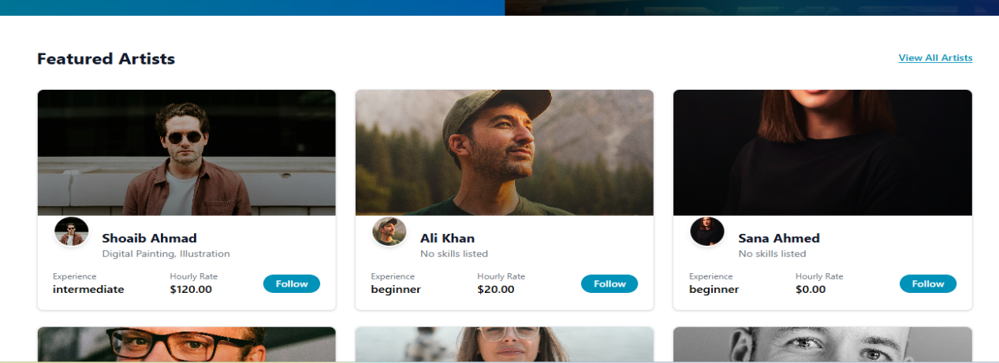 Featured Artists
View All Artists
Shoaib Ahmad
Digital Painting, Illustration
Experience
Hourly Rate
intermediate
$120.00
Follow
Ali Khan
No skills listed
Experience
Hourly Rate
beginner
$20.00
Follow
Sana Ahmed
No skills listed
Experience
Hourly Rate
beginner
$0.00
Follow